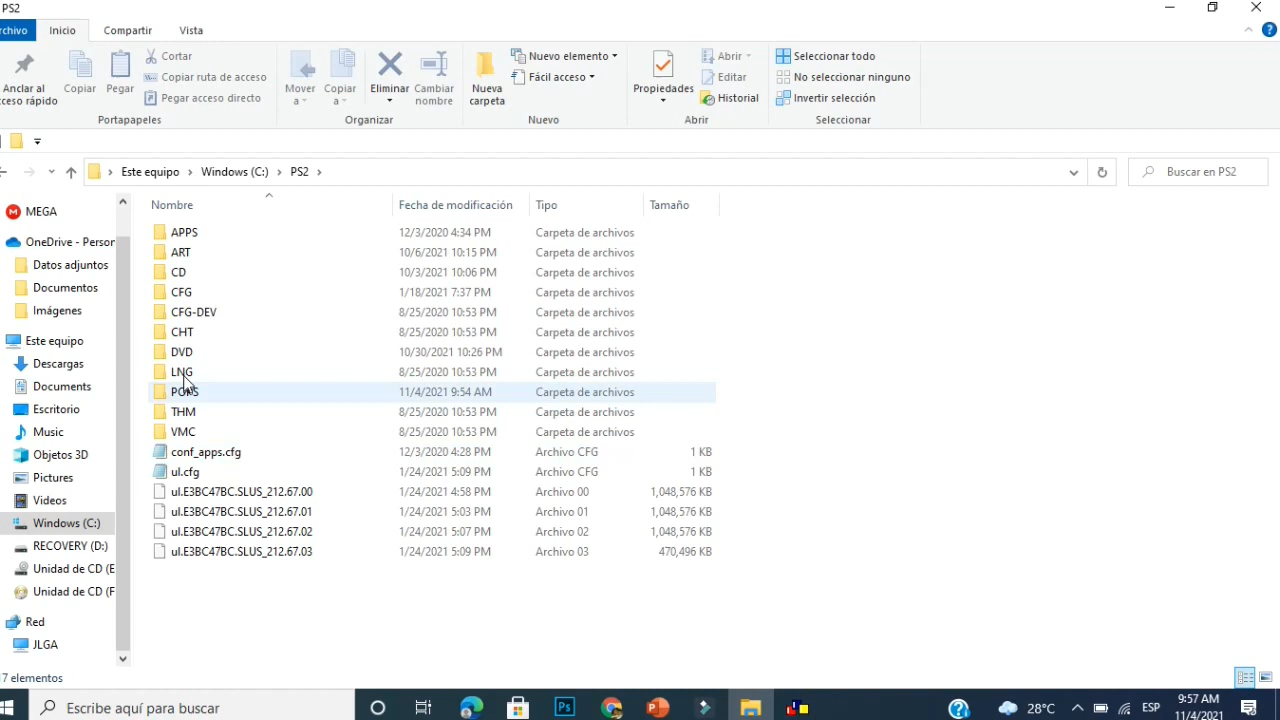 PS2
rchivo Inicio Compartir Vista
Anclar al
cceso rápido
Copiar
Pegar
Cortar
Copiar ruta de acceso
Pegar acceso directo
Portapapeles
Mover
a
Copiar
a
Eliminar
Cambiar
nombre
Organizar
Nueva
carpeta
Nuevo elemento
Fácil acceso
Nuevo
Propiedades
Abrir
Editar
Historial
Abrir
Seleccionar todo
No seleccionar ninguno
Invertir selección
Seleccionar
Este equipo Windows (C:) PS2
Buscar en PS2
MEGA
OneDrive - Person
Datos adjuntos
Documentos
Imágenes
Este equipo
Descargas
Documents
Escritorio
Music
Objetos 3D
Pictures
Videos
Windows (C:)
RECOVERY (D:)
Unidad de CD (E
Unidad de CD (F
Red
JLGA
Nombre Fecha de modificación Tipo Tamaño
APPS 12/3/2020 4:34 PM Carpeta de archivos
ART 10/6/2021 10:15 PM Carpeta de archivos
CD 10/3/2021 10:06 PM Carpeta de archivos
CFG 1/18/2021 7:37 PM Carpeta de archivos
CFG-DEV 8/25/2020 10:53 PM Carpeta de archivos
CHT 8/25/2020 10:53 PM Carpeta de archivos
DVD 10/30/2021 10:26 PM Carpeta de archivos
LNG 8/25/2020 10:53 PM Carpeta de archivos
11/4/2021 9:54 AM Carpeta de archivos
THM 8/25/2020 10:53 PM Carpeta de archivos
VMC 8/25/2020 10:53 PM Carpeta de archivos
conf_apps.cfg 12/3/2020 4:28 PM Archivo CFG 1 KB
ul.cfg 1/24/2021 5:09 PM Archivo CFG 1 KB
ul.E3BC47BC.SLUS_212.67.00 1/24/2021 4:58 PM Archivo 00 1,048,576 KB
ul.E3BC47BC.SLUS_212.67.01 1/24/2021 5:03 PM Archivo 01 1,048,576 KB
ul.E3BC47BC.SLUS_212.67.02 1/24/2021 5:07 PM Archivo 02 1,048,576 KB
ul.E3BC47BC.SLUS_212.67.03 1/24/2021 5:09 PM Archivo 03 470,496 KB
7 elementos
Escribe aquí para buscar
Ps
28°C
ESP
9:57 AM
11/4/2021